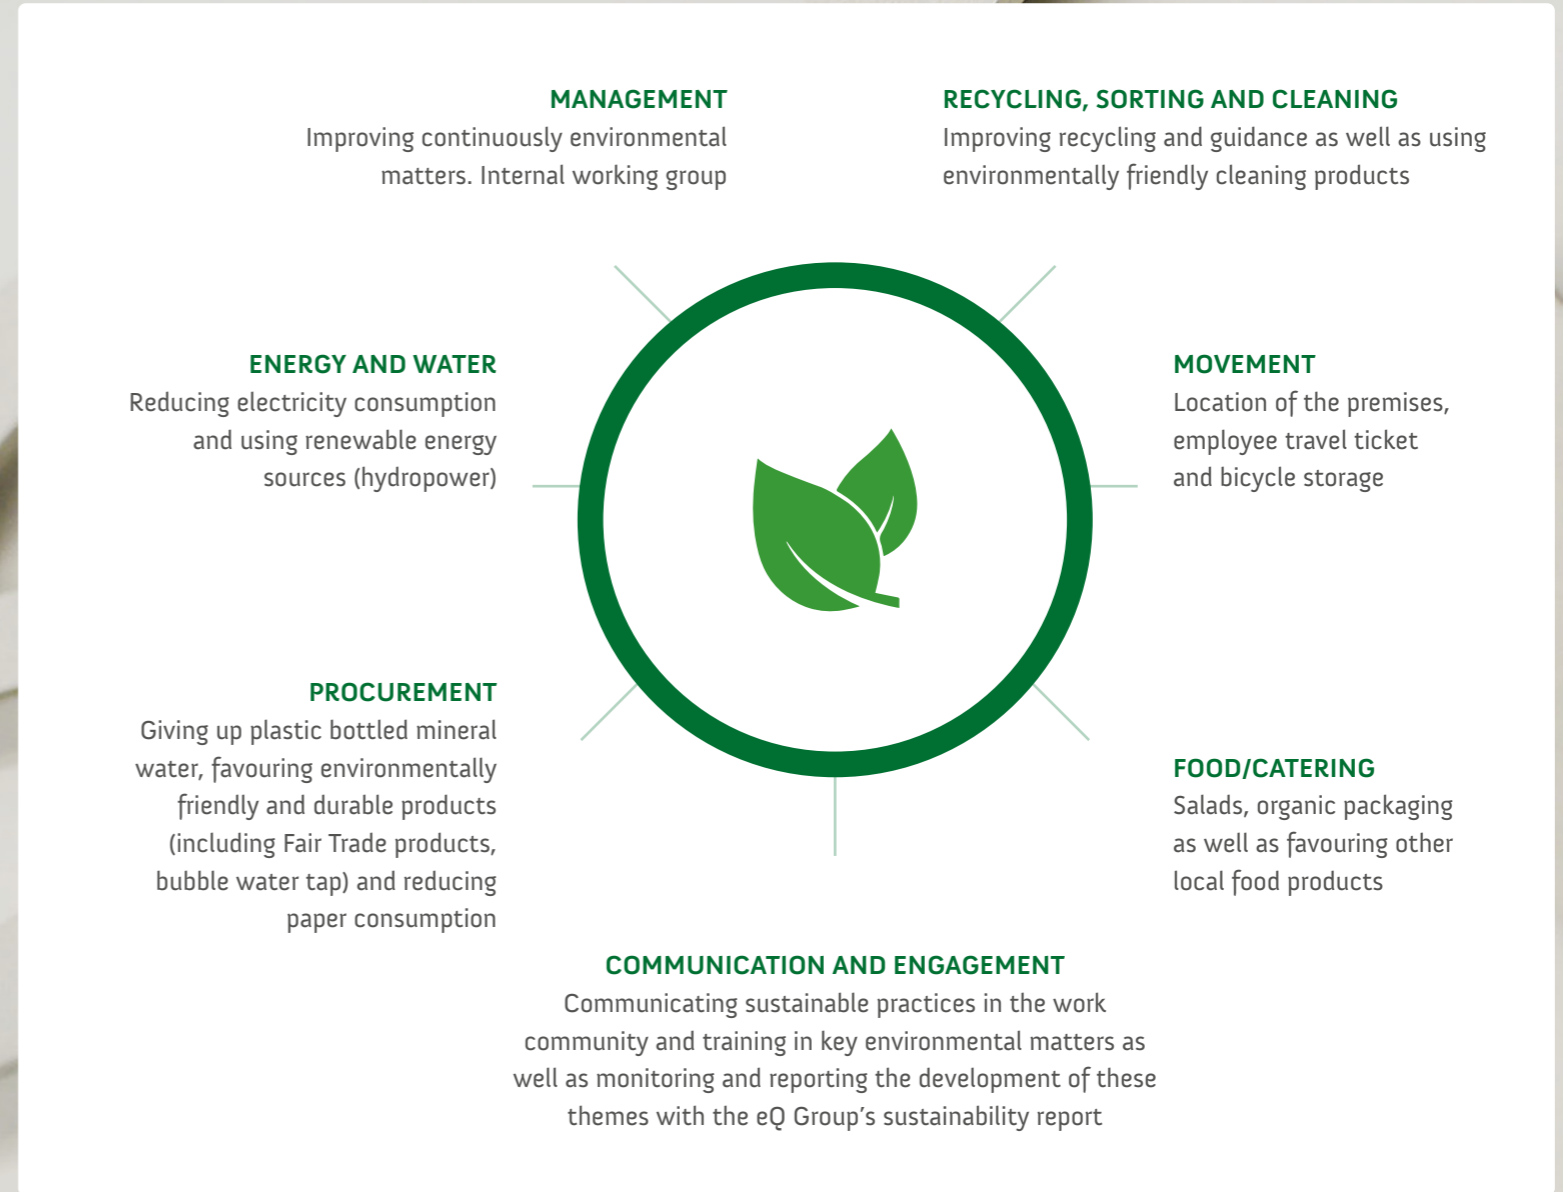 MANAGEMENT
Improving continuously environmental
matters. Internal working group
RECYCLING, SORTING AND CLEANING
Improving recycling and guidance as well as using
environmentally friendly cleaning products
ENERGY AND WATER
Reducing electricity consumption
and using renewable energy
sources (hydropower)
MOVEMENT
Location of the premises,
employee travel ticket
and bicycle storage
PROCUREMENT
Giving up plastic bottled mineral
water, favouring environmentally
friendly and durable products
(including Fair Trade products,
bubble water tap) and reducing
paper consumption
FOOD/CATERING
Salads, organic packaging
as well as favouring other
local food products
COMMUNICATION AND ENGAGEMENT
Communicating sustainable practices in the work
community and training in key environmental matters as
well as monitoring and reporting the development of these
themes with the eQ Group’s sustainability report